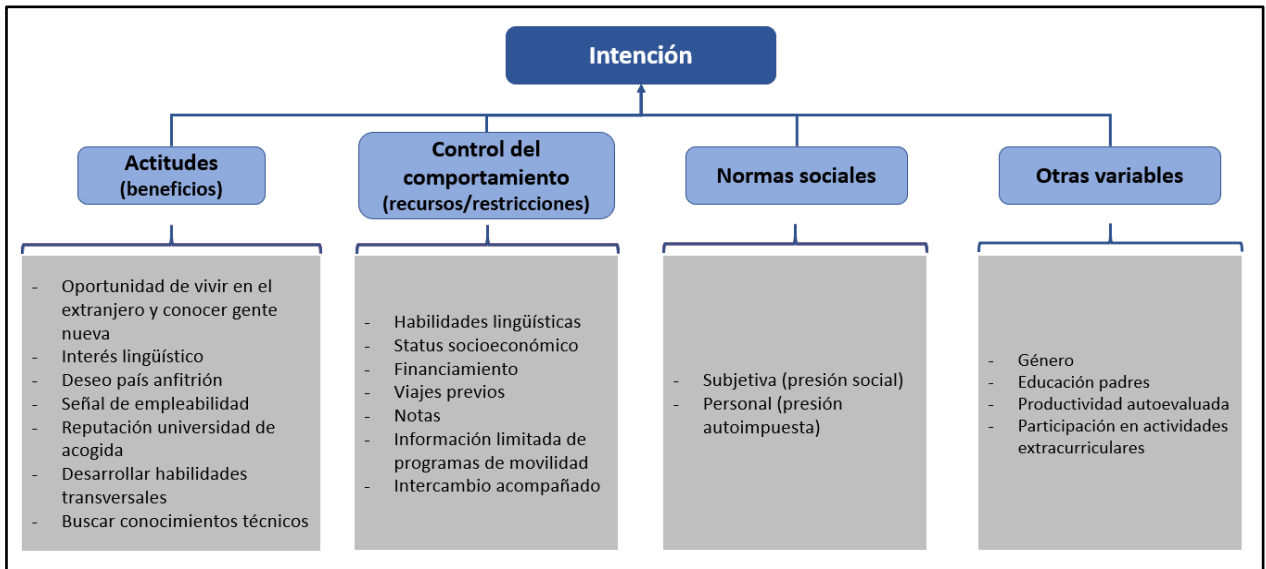 Intención
Actitudes
(beneficios)
Control del
comportamiento
(recursos/restricciones)
Normas sociales
Otras variables
- Oportunidad de vivir en el
extranjero y conocer gente
nueva
- Interés lingüístico
- Deseo país anfitrión
- Señal de empleabilidad
- Reputación universidad de
acogida
- Desarrollar habilidades
transversales
- Buscar conocimientos técnicos
- Habilidades lingüísticas
- Status socioeconómico
- Financiamiento
- Viajes previos
- Notas
- Información limitada de
programas de movilidad
- Intercambio acompañado
- Subjetiva (presión social)
- Personal (presión
autoimpuesta)
- Género
- Educación padres
- Productividad autoevaluada
- Participación en actividades
extracurriculares